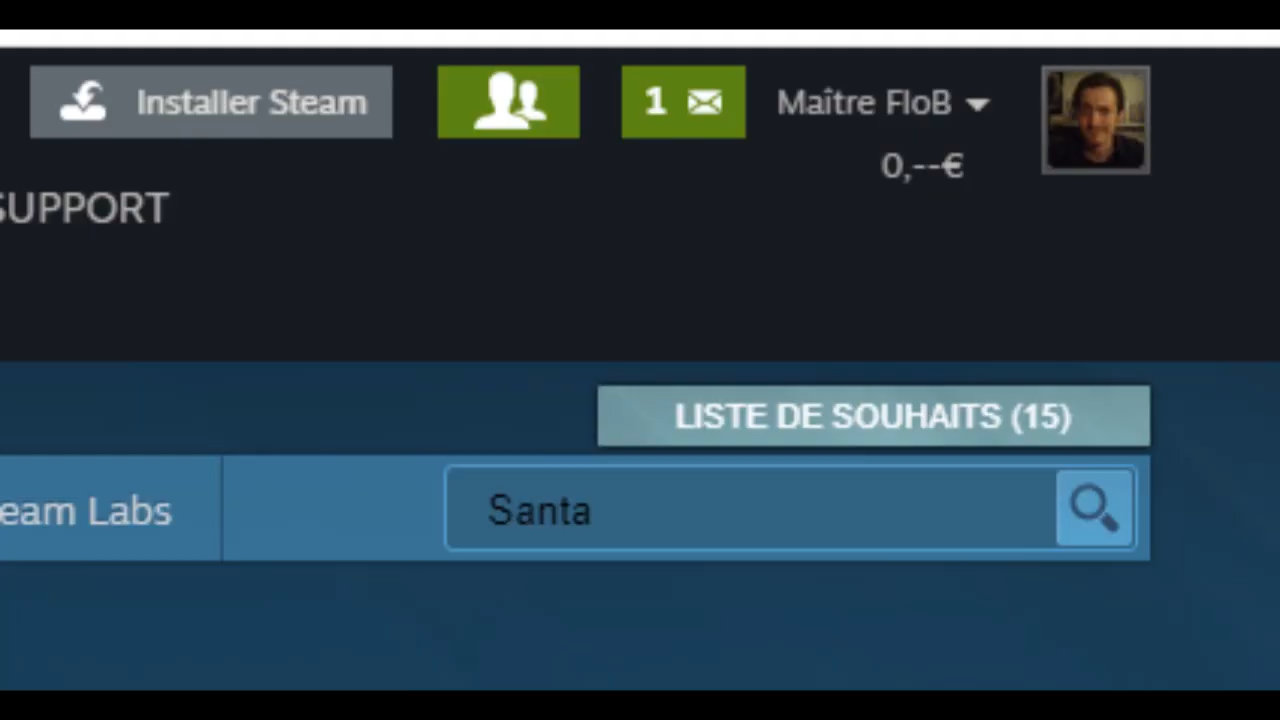 Installer Steam
1
Maître FloB
0,--€
SUPPORT
LISTE DE SOUHAITS (15)
eam Labs
Santa